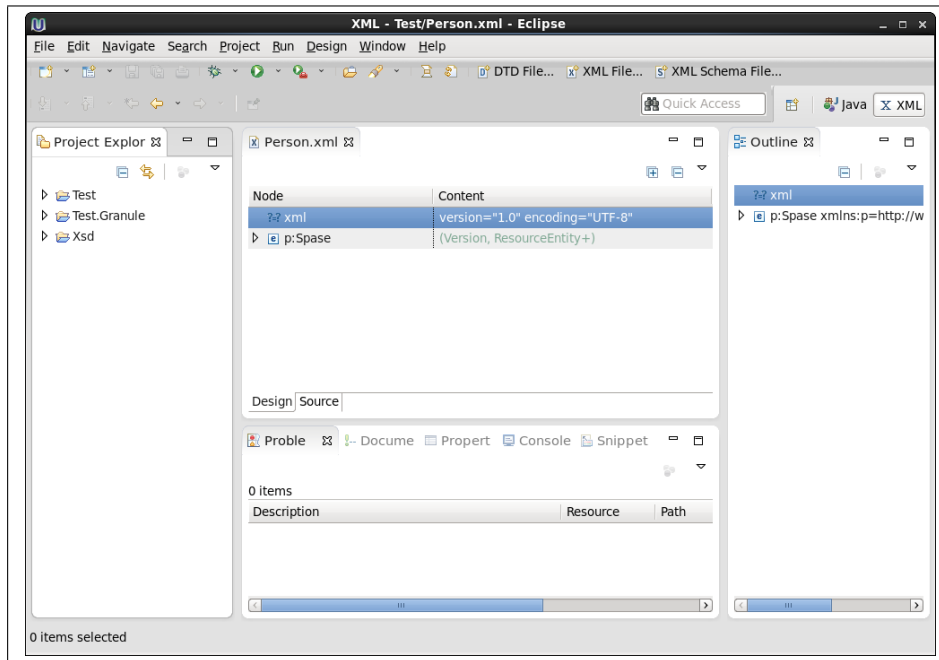 XML - Test/Person.xml - Eclipse
File Edit Navigate Search Project Run Design Window Help
DTD File... XML File... XML Schema File...
Quick Access Java X XML
Project Explor
Test
Test.Granule
Xsd
Person.xml
Node Content
?-? xml version="1.0" encoding="UTF-8"
e p:Spase (Version, ResourceEntity+)
Design Source
Proble Docume Propert Console Snippet
0 items
Description Resource Path
Outline
?-? xml
e p:Spase xmlns:p=http://w
0 items selected